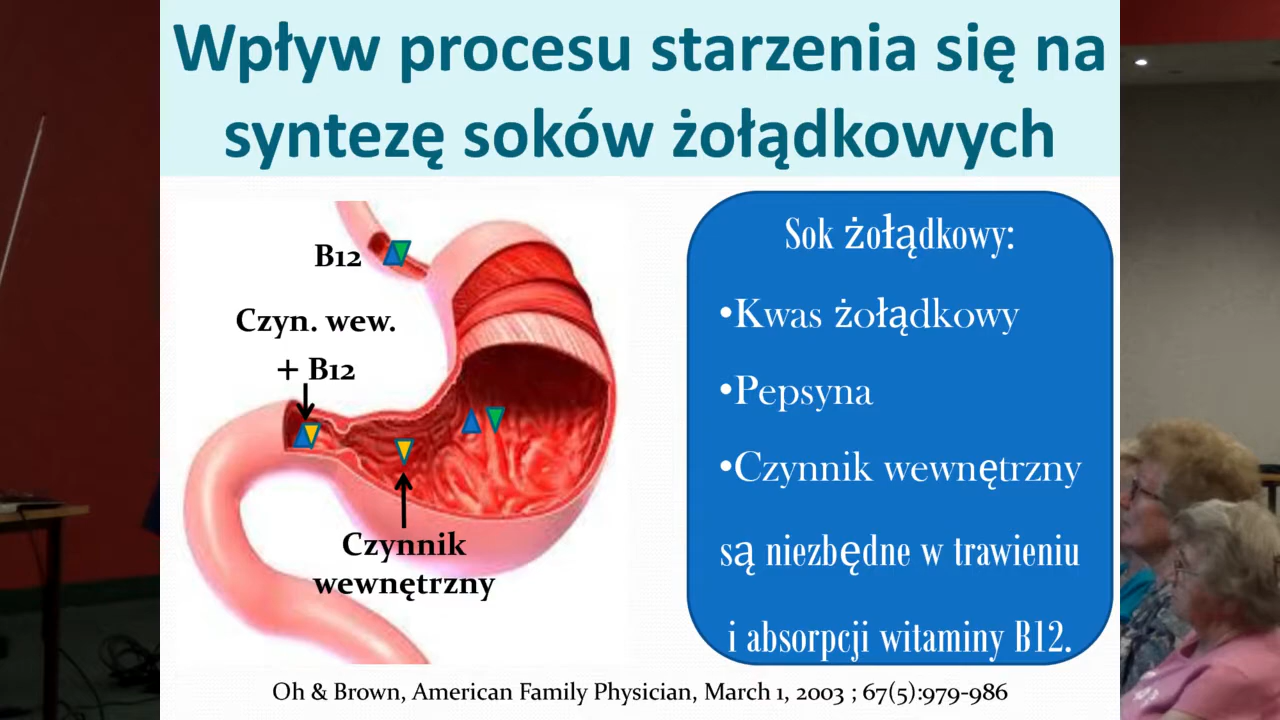 Wpływ procesu starzenia się na
syntezę soków żołądkowych
B12
Czyn. wew.
+ B12
Czynnik
wewnętrzny
Sok żołądkowy:
•Kwas żołądkowy
•Pepsyna
•Czynnik wewnętrzny
są niezbędne w trawieniu
i absorpcji witaminy B12.
Oh & Brown, American Family Physician, March 1, 2003 ; 67(5):979-986